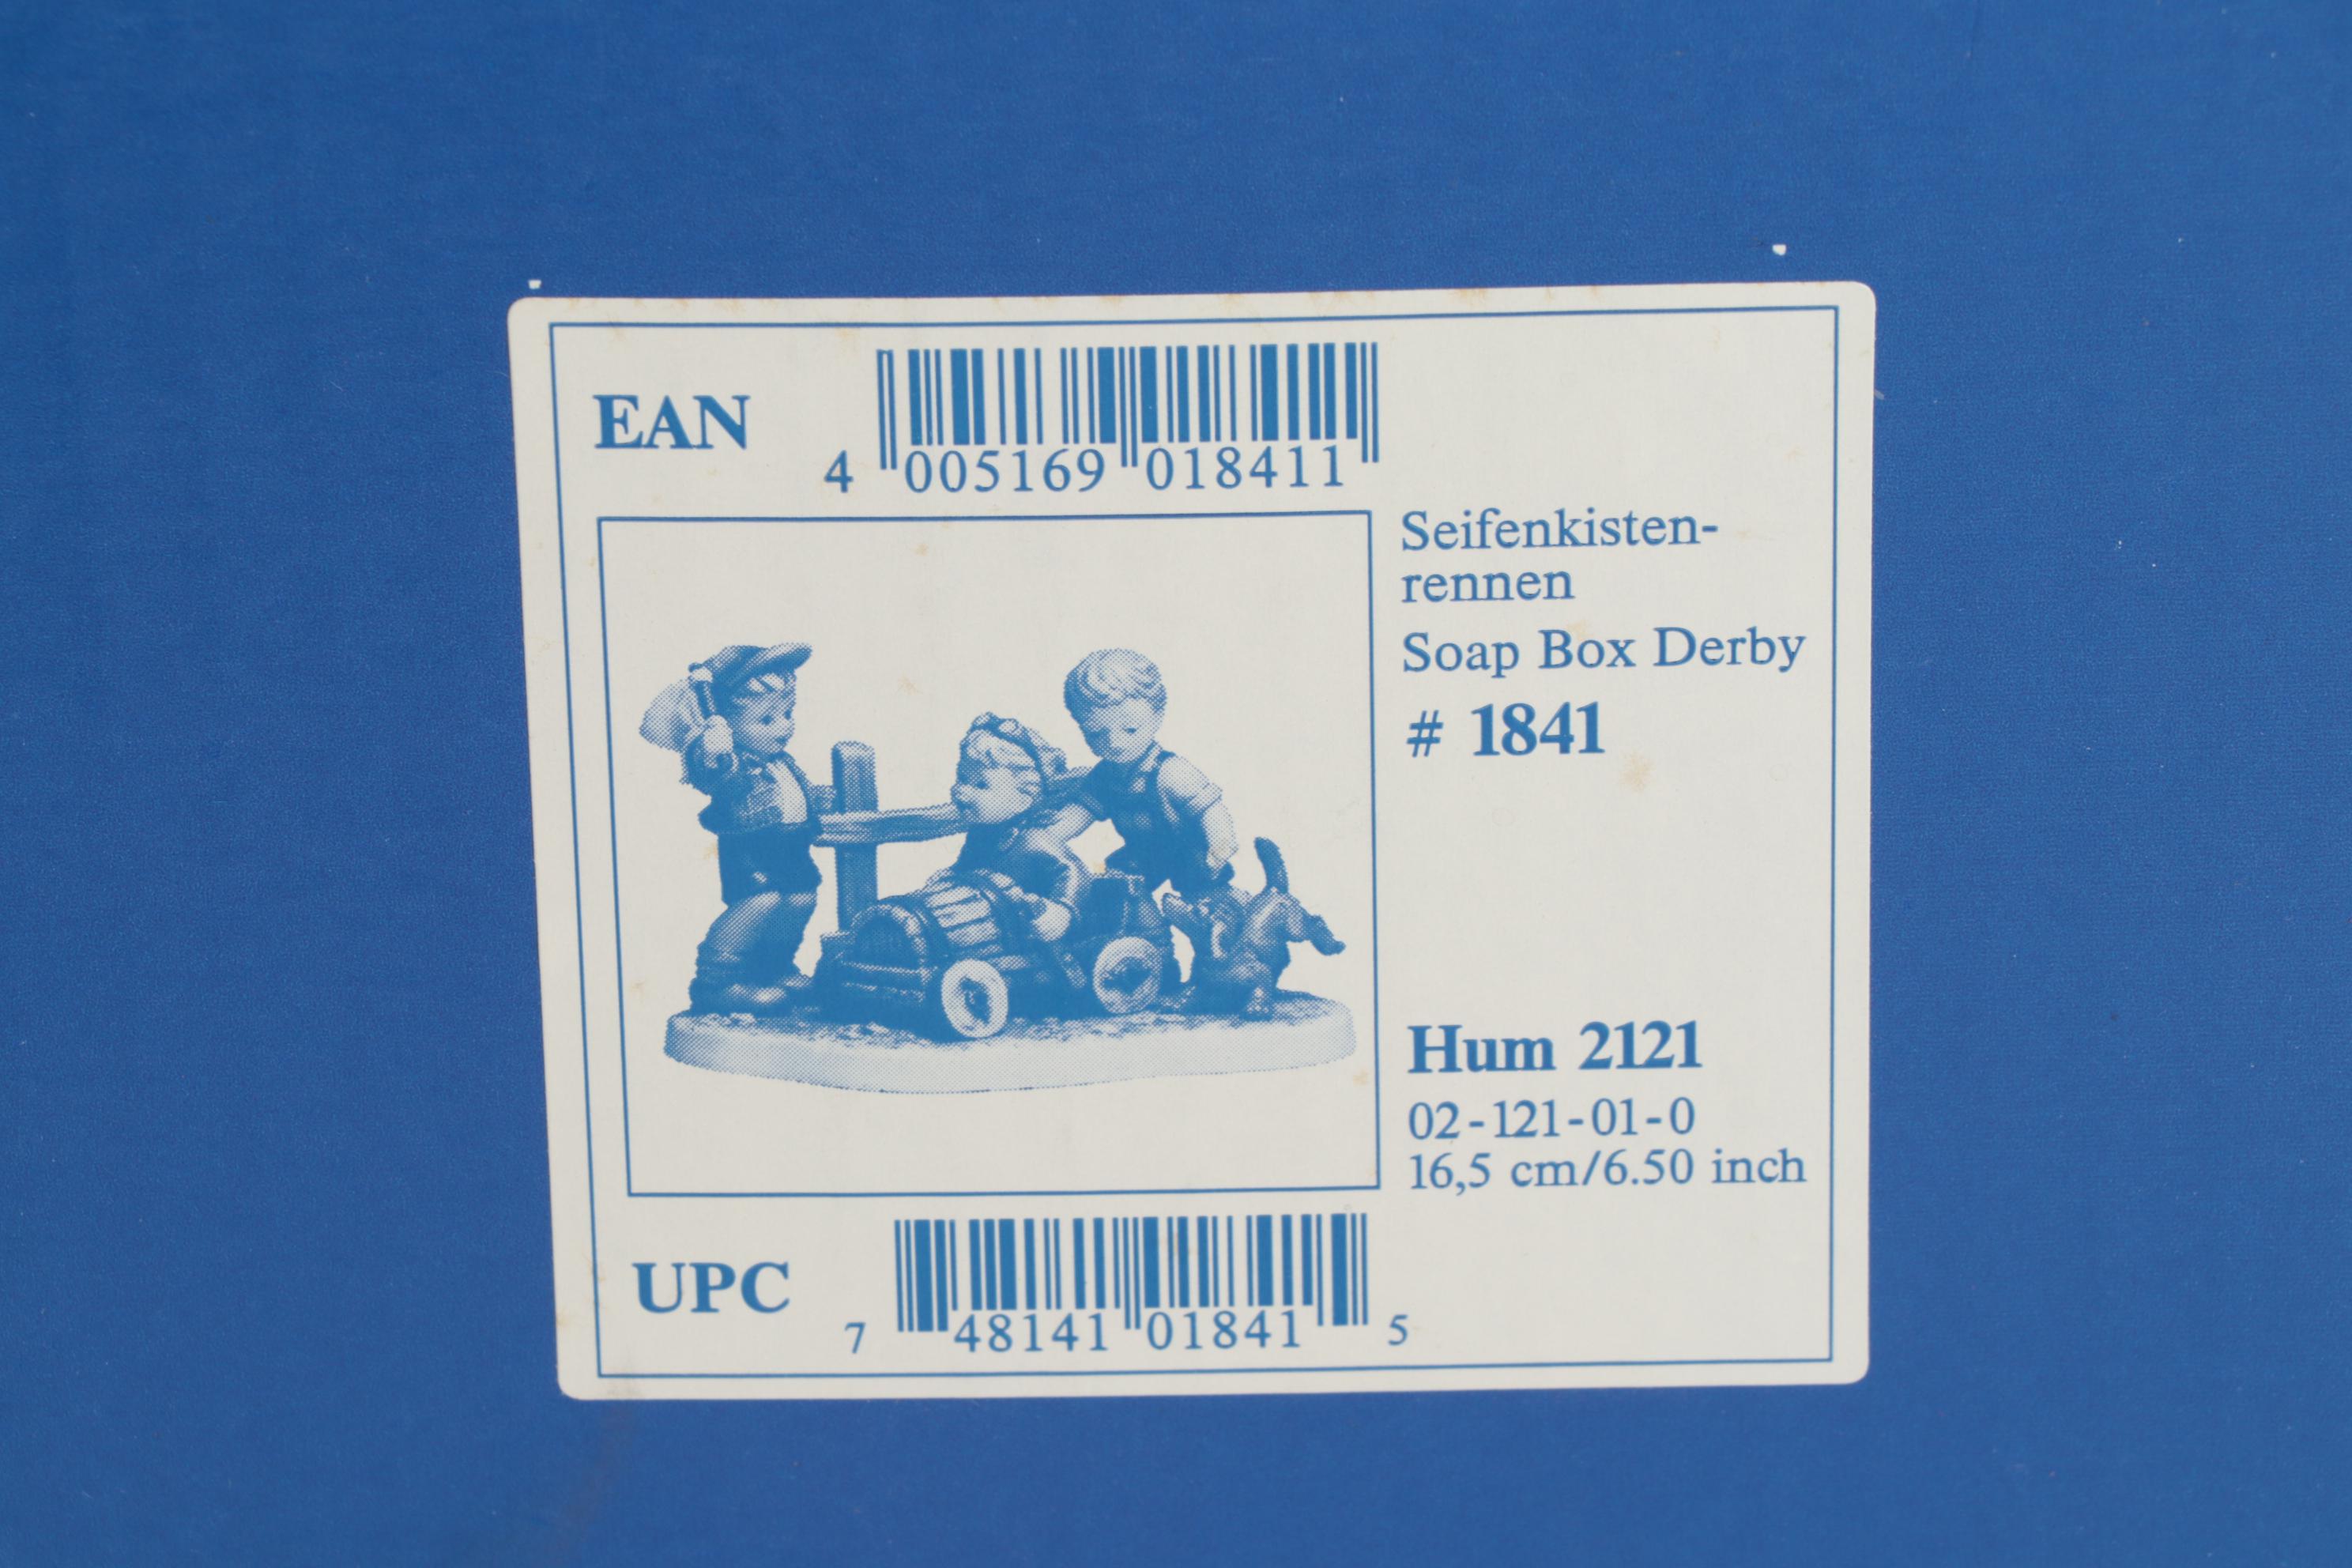 EAN
4 005169 018411
Seifenkisten-
rennen
Soap Box Derby
# 1841
Hum 2121
02-121-01-0
16,5 cm/6.50 inch
UPC
7 48141 01841 5